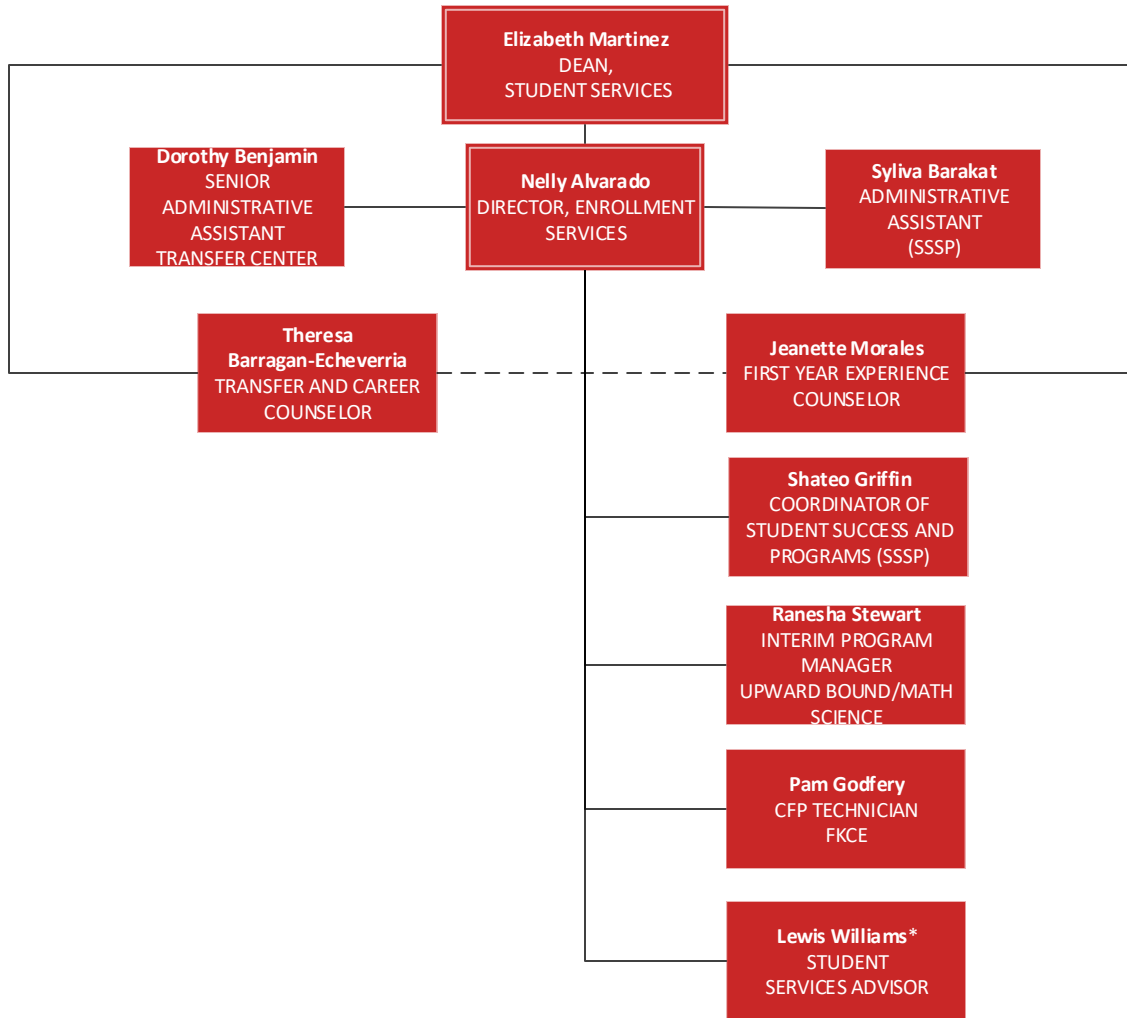 Elizabeth Martinez
DEAN,
STUDENT SERVICES
Dorothy Benjamin
SENIOR
ADMINISTRATIVE
ASSISTANT
TRANSFER CENTER
Nelly Alvarado
DIRECTOR, ENROLLMENT
SERVICES
Syliva Barakat
ADMINISTRATIVE
ASSISTANT
(SSSP)
Theresa
Barragan-Echeverria
TRANSFER AND CAREER
COUNSELOR
Jeanette Morales
FIRST YEAR EXPERIENCE
COUNSELOR
Shateo Griffin
COORDINATOR OF
STUDENT SUCCESS AND
PROGRAMS (SSSP)
Ranesha Stewart
INTERIM PROGRAM
MANAGER
UPWARD BOUND/MATH
SCIENCE
Pam Godfery
CFP TECHNICIAN
FKCE
Lewis Williams*
STUDENT
SERVICES ADVISOR